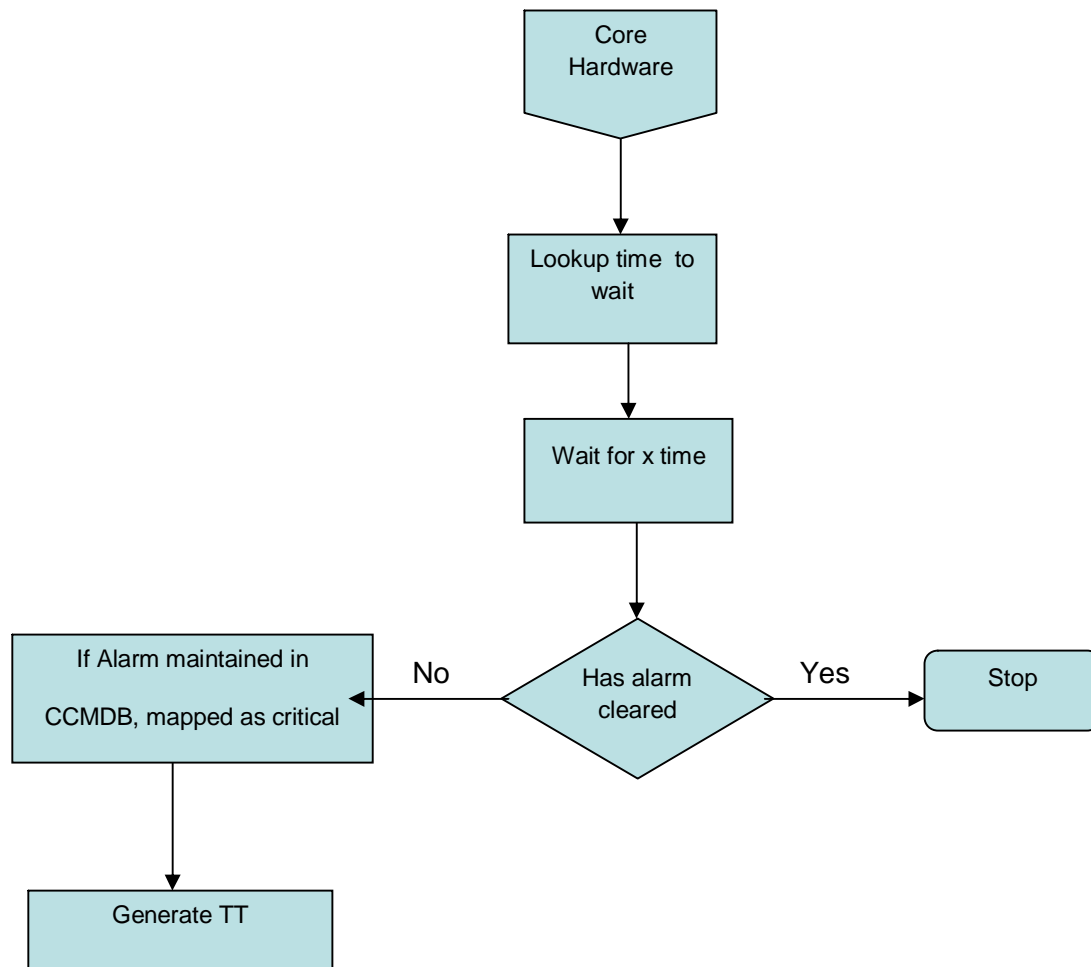 Core
Hardware
Lookup time to
wait
Wait for x time
If Alarm maintained in
CCMDB, mapped as critical
No
Has alarm
cleared
Yes
Stop
Generate TT